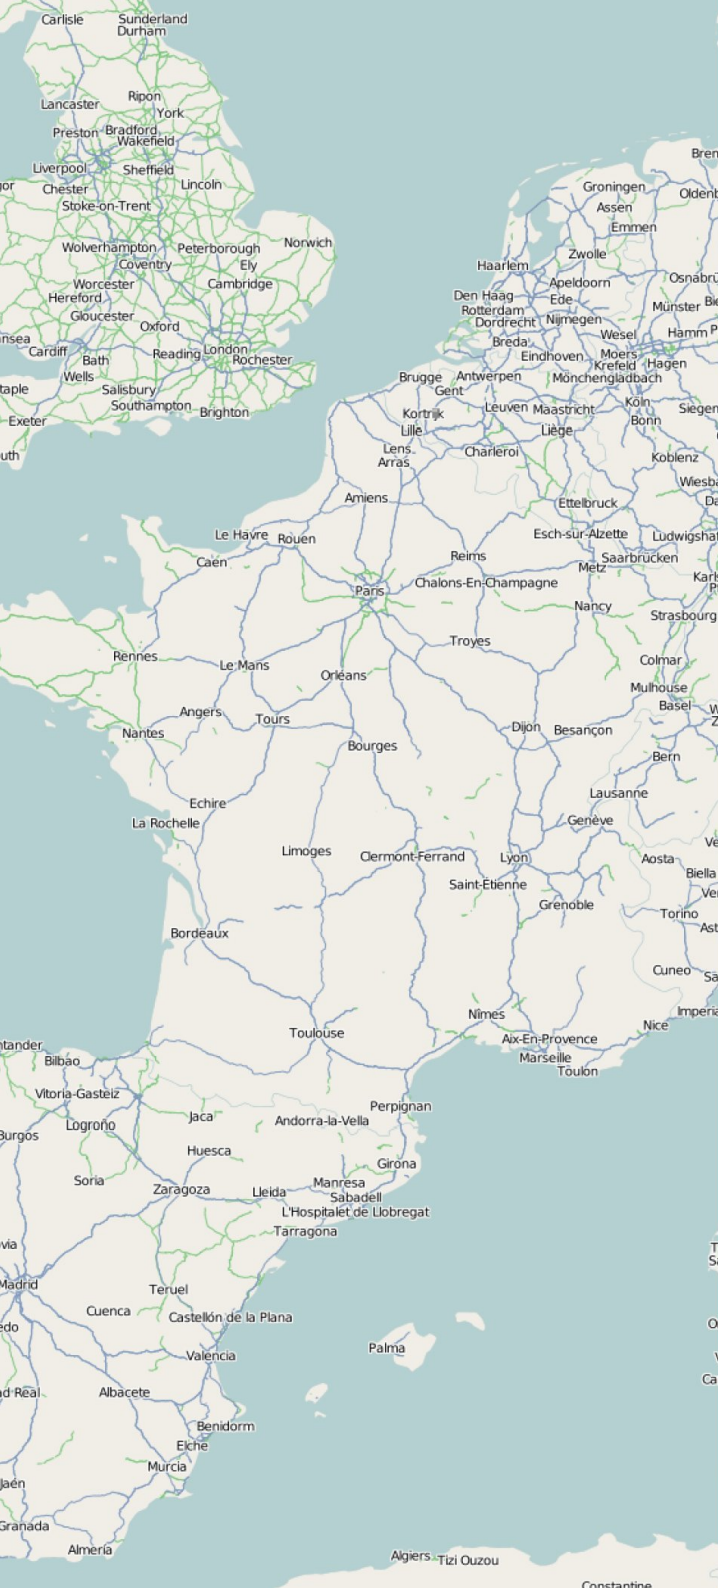 Carlisle
Sunderland
Durham
Ripon
Lancaster
York
Preston
Bradford
Wakefield
Liverpool
Sheffield
Chester
Lincoln
Stoke-on-Trent
Wolverhampton
Peterborough
Norwich
Coventry
Ely
Worcester
Cambridge
Hereford
Gloucester
Oxford
Cardiff
Bath
Reading
London
Rochester
Wells
Salisbury
Southampton
Brighton
Exeter
Groningen
Assen
Emmen
Zwolle
Haarlem
Apeldoorn
Den Haag
Ede
Münster
Rotterdam
Dordrecht
Nijmegen
Breda
Wesel
Hamm
Eindhoven
Moers
Krefeld
Hagen
Brugge
Antwerpen
Mönchengladbach
Gent
Kortrijk
Leuven
Maastricht
Köln
Lille
Liège
Bonn
Lens
Charleroi
Arras
Koblenz
Amiens
Ettelbruck
Le Havre
Rouen
Esch-sur-Alzette
Caen
Reims
Saarbrücken
Metz
Paris
Chalons-En-Champagne
Nancy
Strasbourg
Rennes
Troyes
Le Mans
Orléans
Colmar
Mulhouse
Basel
Angers
Tours
Nantes
Dijon
Besançon
Bourges
Bern
Lausanne
Echire
La Rochelle
Genève
Limoges
Clermont-Ferrand
Lyon
Aosta
Saint-Étienne
Biella
Grenoble
Torino
Bordeaux
Cuneo
Nîmes
Imperia
Toulouse
Nice
Aix-En-Provence
Marseille
Toulon
ntander
Bilbao
Vitoria-Gasteiz
Perpignan
Jaca
Andorra-la-Vella
Logroño
Burgos
Huesca
Girona
Soria
Zaragoza
Lleida
Manresa
Sabadell
L'Hospitalet de Llobregat
Tarragona
Madrid
Teruel
Cuenca
Castellón de la Plana
Palma
Valencia
ad Real
Albacete
Benidorm
Elche
Murcia
Jaén
Granada
Almería
Algiers
Tizi Ouzou
Constantine